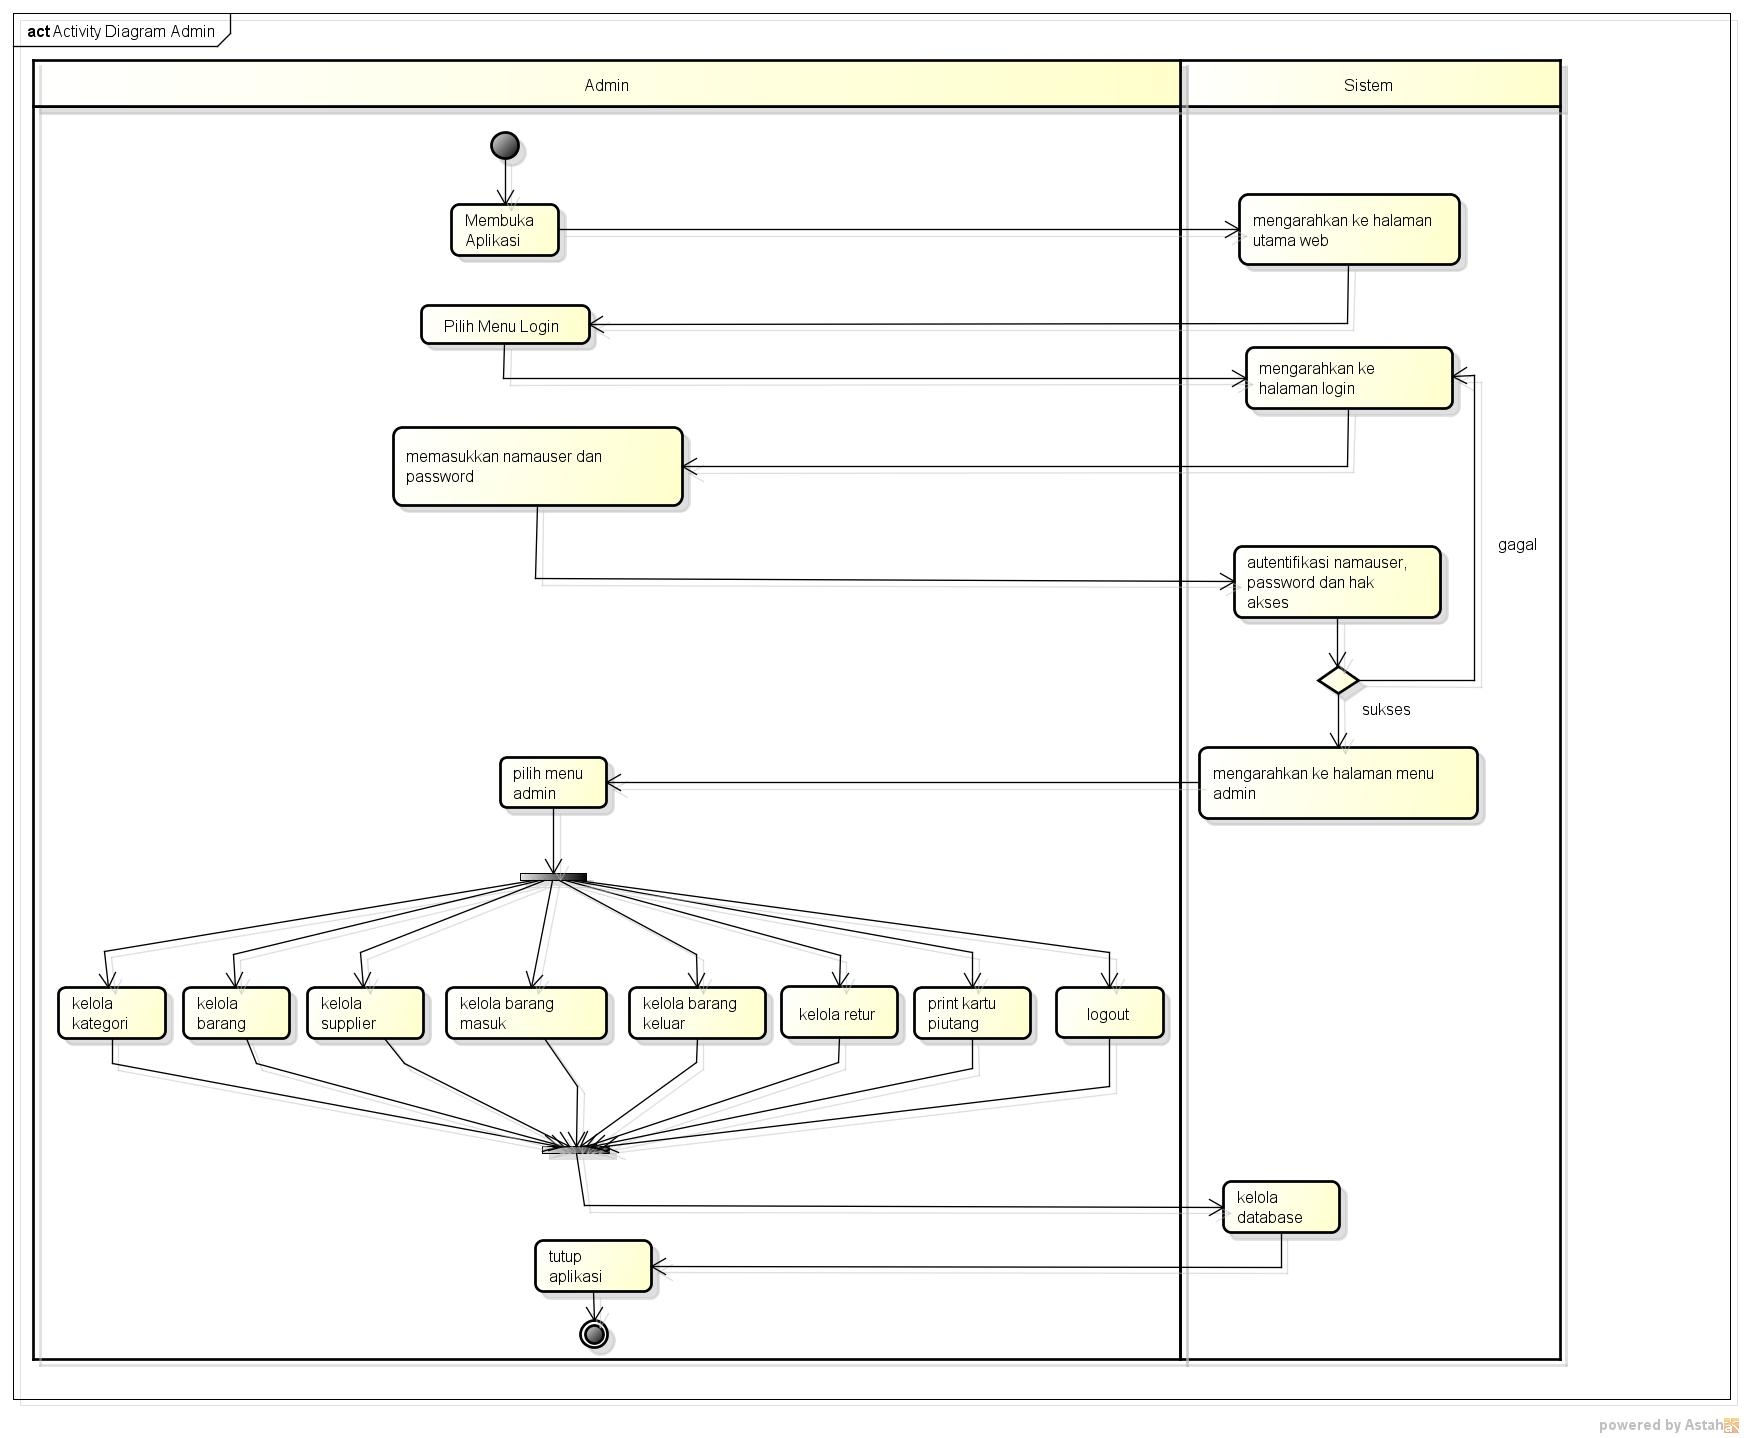 act Activity Diagram Admin
Admin
Sistem
Membuka
Aplikasi
mengarahkan ke halaman
utama web
Pilih Menu Login
mengarahkan ke
halaman login
memasukkan namauser dan
password
gagal
autentifikasi namauser,
password dan hak
akses
sukses
pilih menu
admin
mengarahkan ke halaman menu
admin
kelola
kategori
kelola
barang
kelola
supplier
kelola barang
masuk
kelola barang
keluar
kelola retur
print kartu
piutang
logout
kelola
database
tutup
aplikasi
powered by Astah